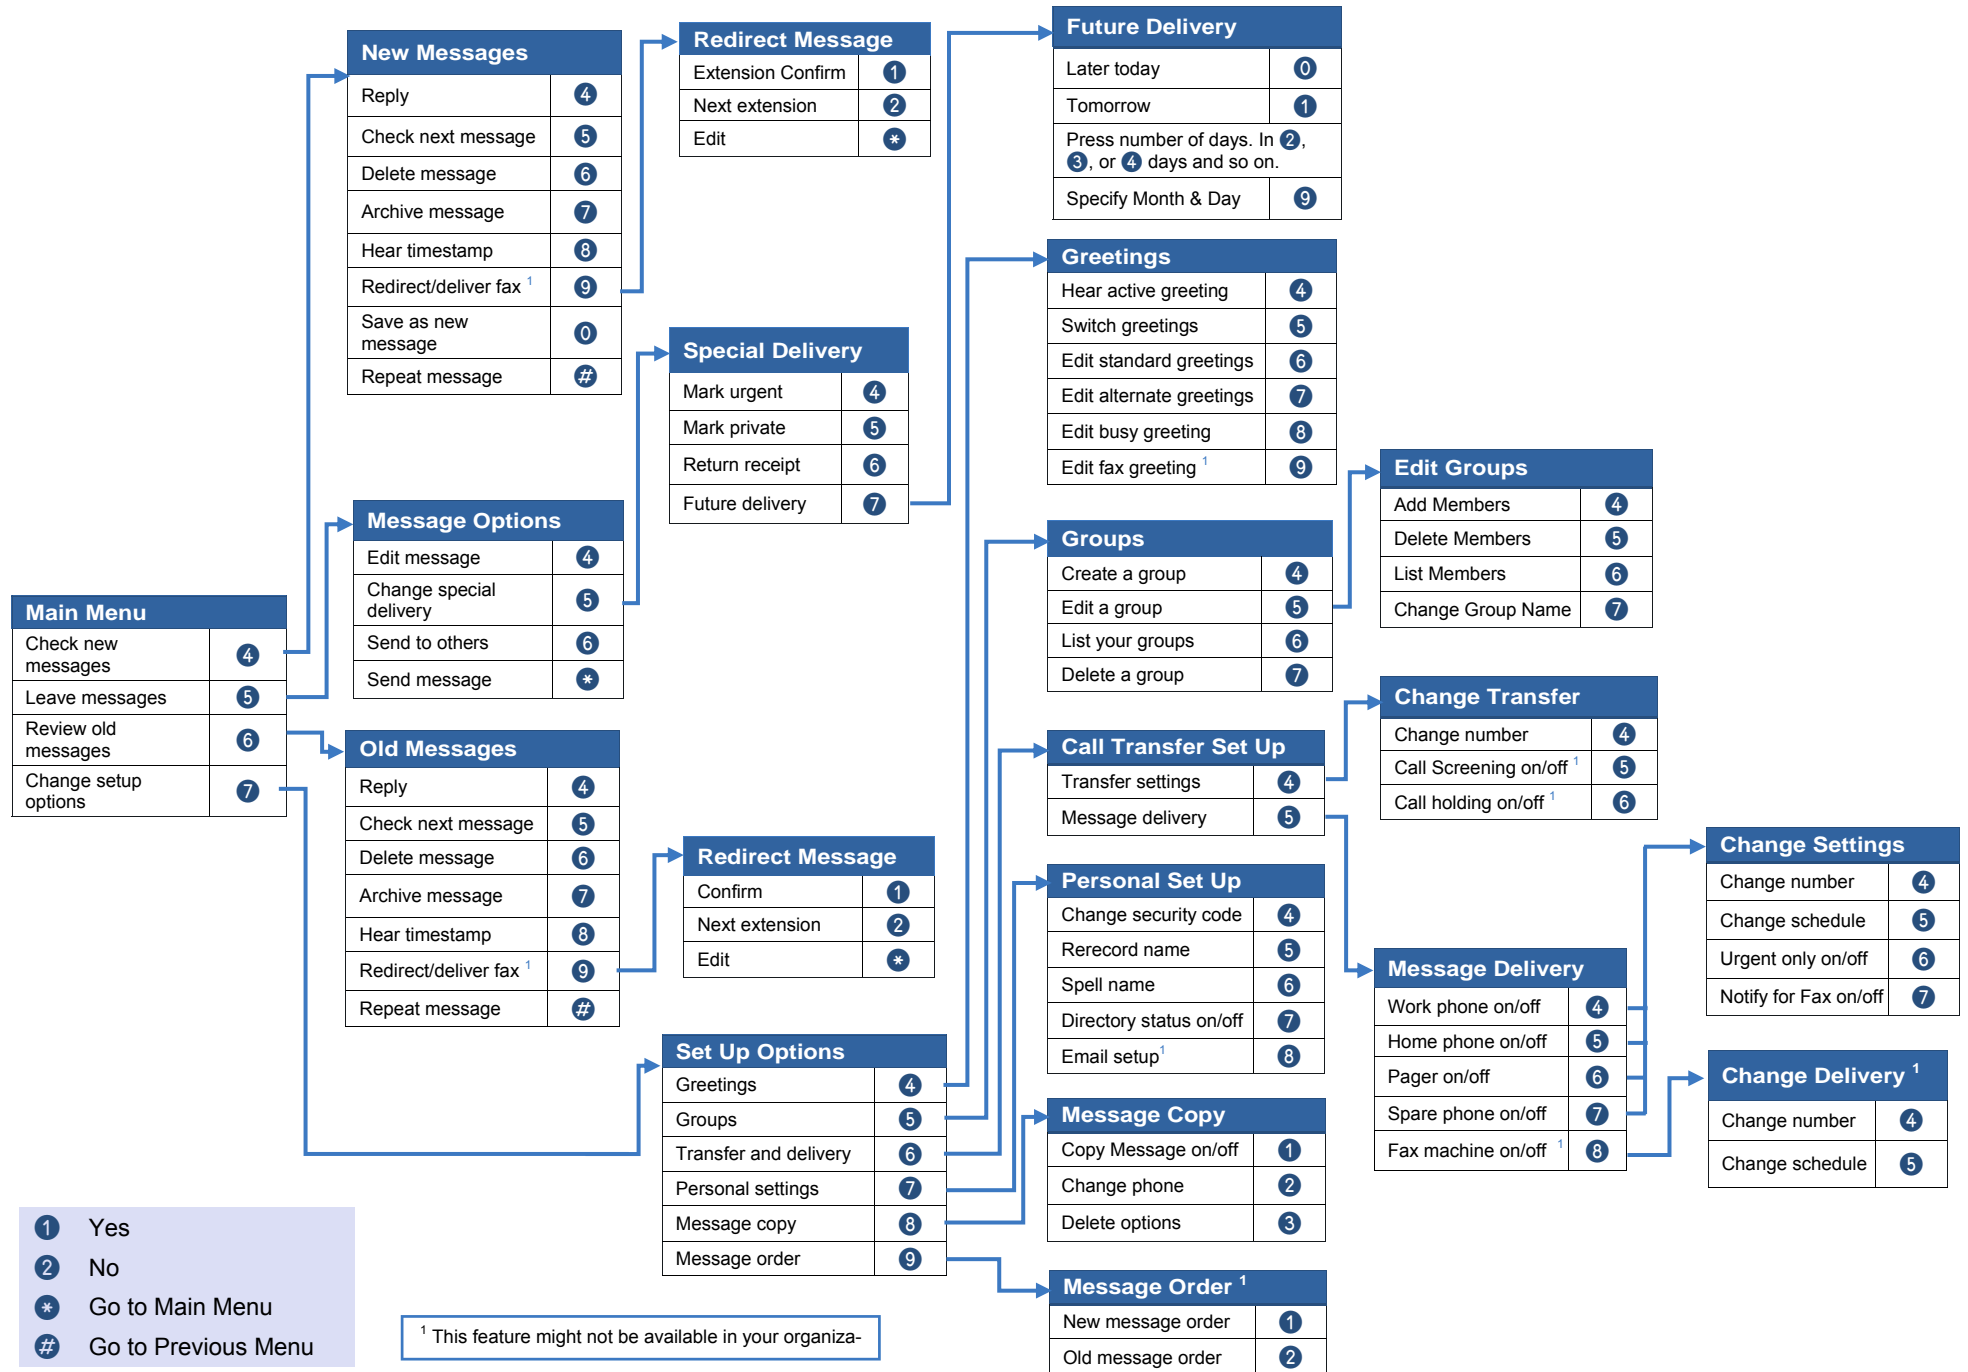 New Messages
Reply 4
Check next message 5
Delete message 6
Archive message 7
Hear timestamp 8
Redirect/deliver fax 1 9
Save as new
message 0
Repeat message #
Redirect Message
Extension Confirm 1
Next extension 2
Edit *
Future Delivery
Later today 0
Tomorrow 1
Press number of days. In 2,
3, or 4 days and so on.
Specify Month & Day 9
Greetings
Hear active greeting 4
Switch greetings 5
Edit standard greetings 6
Edit alternate greetings 7
Edit busy greeting 8
Edit fax greeting 1 9
Special Delivery
Mark urgent 4
Mark private 5
Return receipt 6
Future delivery 7
Edit Groups
Add Members 4
Delete Members 5
List Members 6
Change Group Name 7
Message Options
Edit message 4
Change special
delivery 5
Send to others 6
Send message *
Groups
Create a group 4
Edit a group 5
List your groups 6
Delete a group 7
Main Menu
Check new
messages 4
Leave messages 5
Review old
messages 6
Change setup
options 7
Change Transfer
Change number 4
Call Screening on/off 1 5
Call holding on/off 1 6
Old Messages
Reply 4
Check next message 5
Delete message 6
Archive message 7
Hear timestamp 8
Redirect/deliver fax 1 9
Repeat message #
Call Transfer Set Up
Transfer settings 4
Message delivery 5
Redirect Message
Confirm 1
Next extension 2
Edit *
Personal Set Up
Change security code 4
Rerecord name 5
Spell name 6
Directory status on/off 7
Email setup1 8
Change Settings
Change number 4
Change schedule 5
Urgent only on/off 6
Notify for Fax on/off 7
Message Delivery
Work phone on/off 4
Home phone on/off 5
Pager on/off 6
Spare phone on/off 7
Fax machine on/off 1 8
Change Delivery 1
Change number 4
Change schedule 5
Set Up Options
Greetings 4
Groups 5
Transfer and delivery 6
Personal settings 7
Message copy 8
Message order 9
Message Copy
Copy Message on/off 1
Change phone 2
Delete options 3
Message Order 1
New message order 1
Old message order 2
1 Yes
2 No
* Go to Main Menu
# Go to Previous Menu
1 This feature might not be available in your organiza-